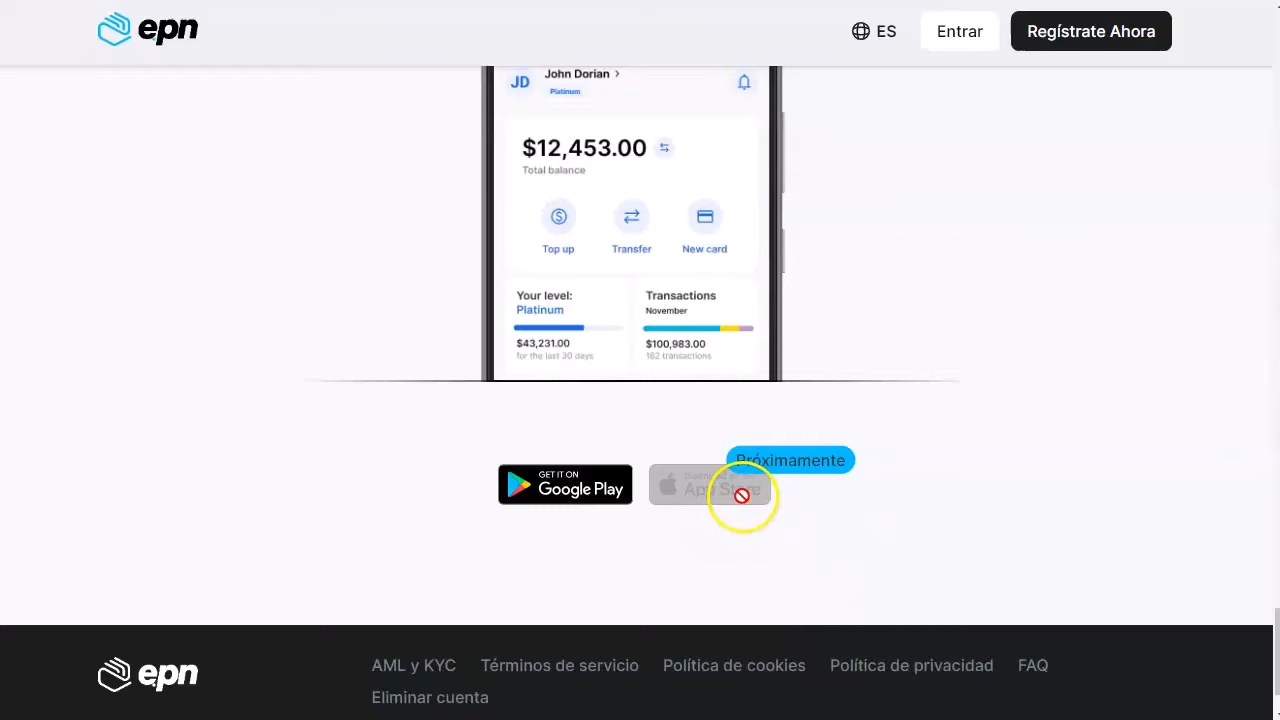 epn
ES
Entrar
Regístrate Ahora
JD
John Dorian
Platinum
$12,453.00
Total balance
Top up
Transfer
New card
Your level:
Platinum
$43,231.00
for the last 30 days
Transactions
November
$100,983.00
162 transactions
Próximamente
GET IT ON
Google Play
App Store
epn
AML y KYC
Términos de servicio
Política de cookies
Política de privacidad
FAQ
Eliminar cuenta